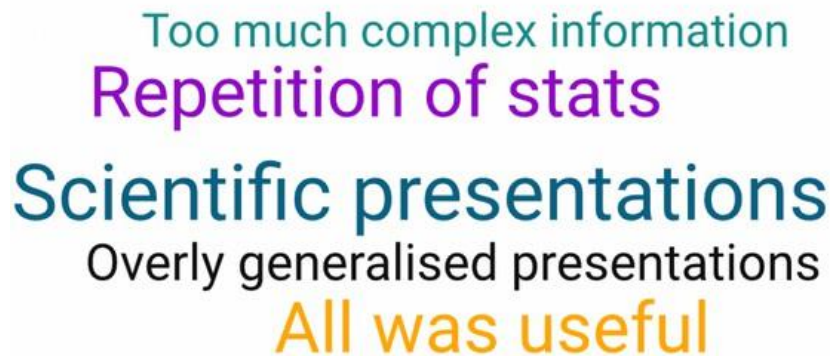 Too much complex information
Repetition of stats
Scientific presentations
Overly generalised presentations
All was useful